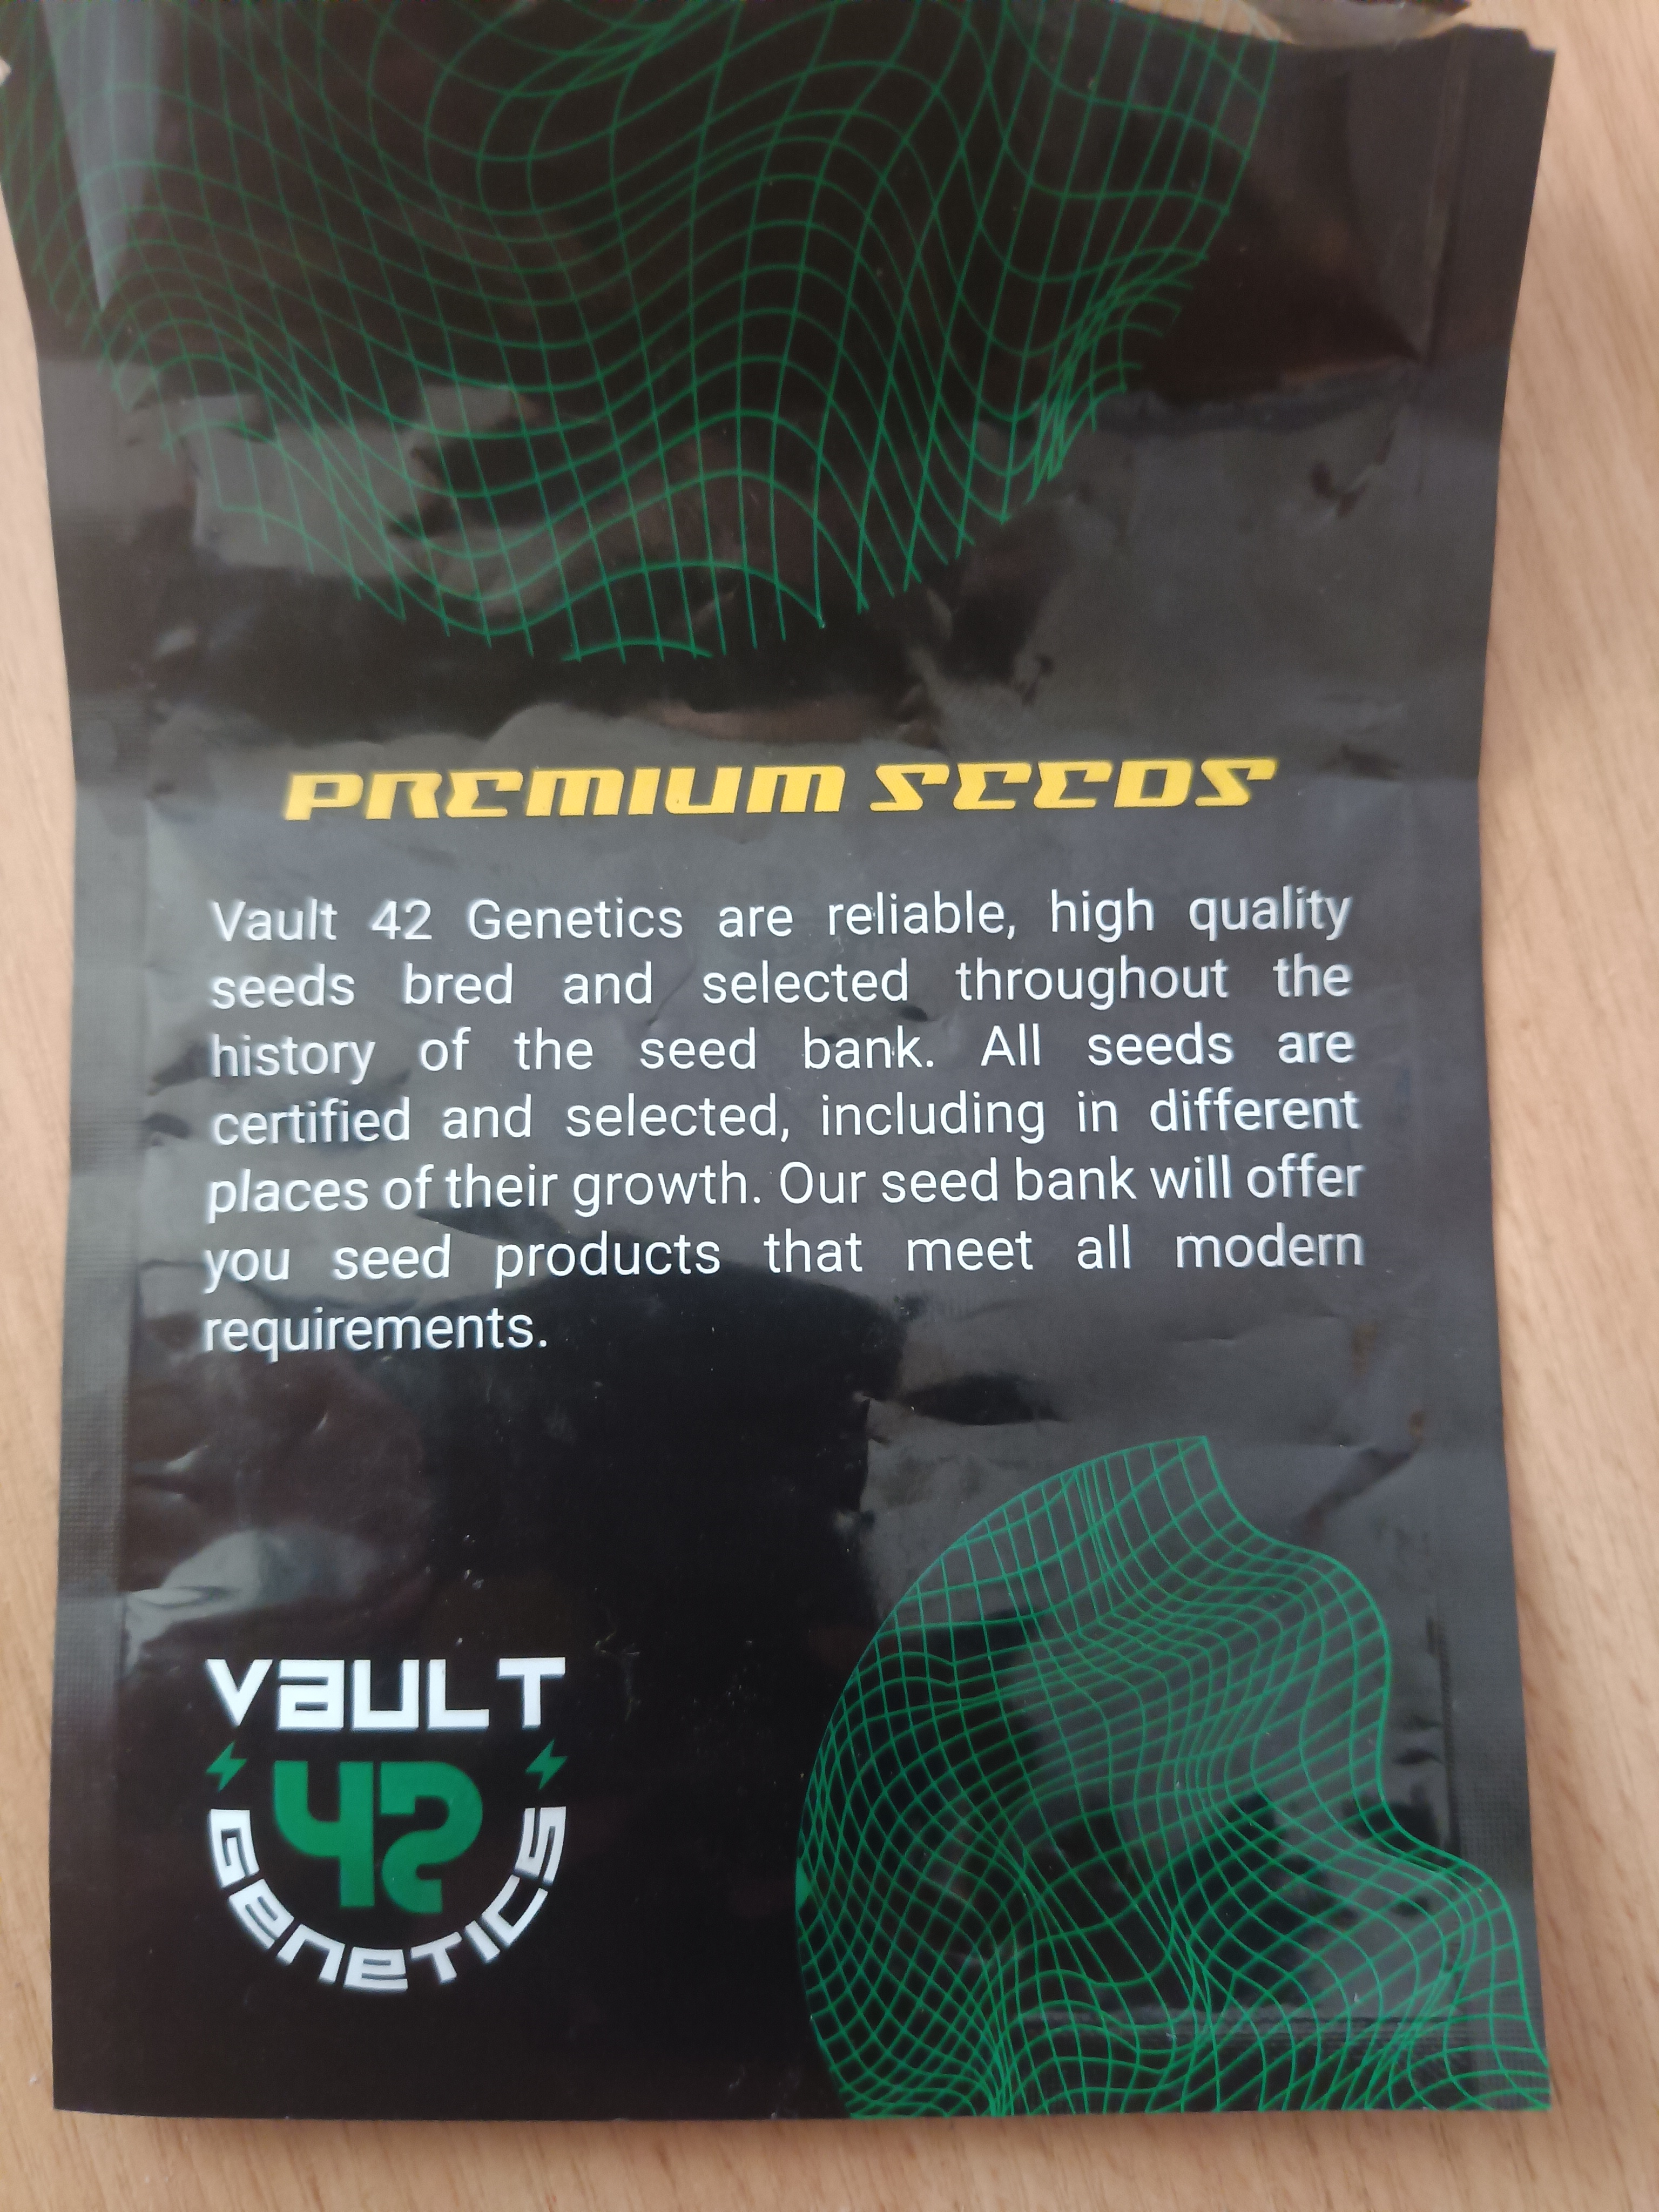 PREMIUM SEEDS
Vault 42 Genetics are reliable, high quality
seeds bred and selected throughout the
history of the seed bank. All seeds are
certified and selected, including in different
places of their growth. Our seed bank will offer
you seed products that meet all modern
requirements.
VAULT
42
GENETICS